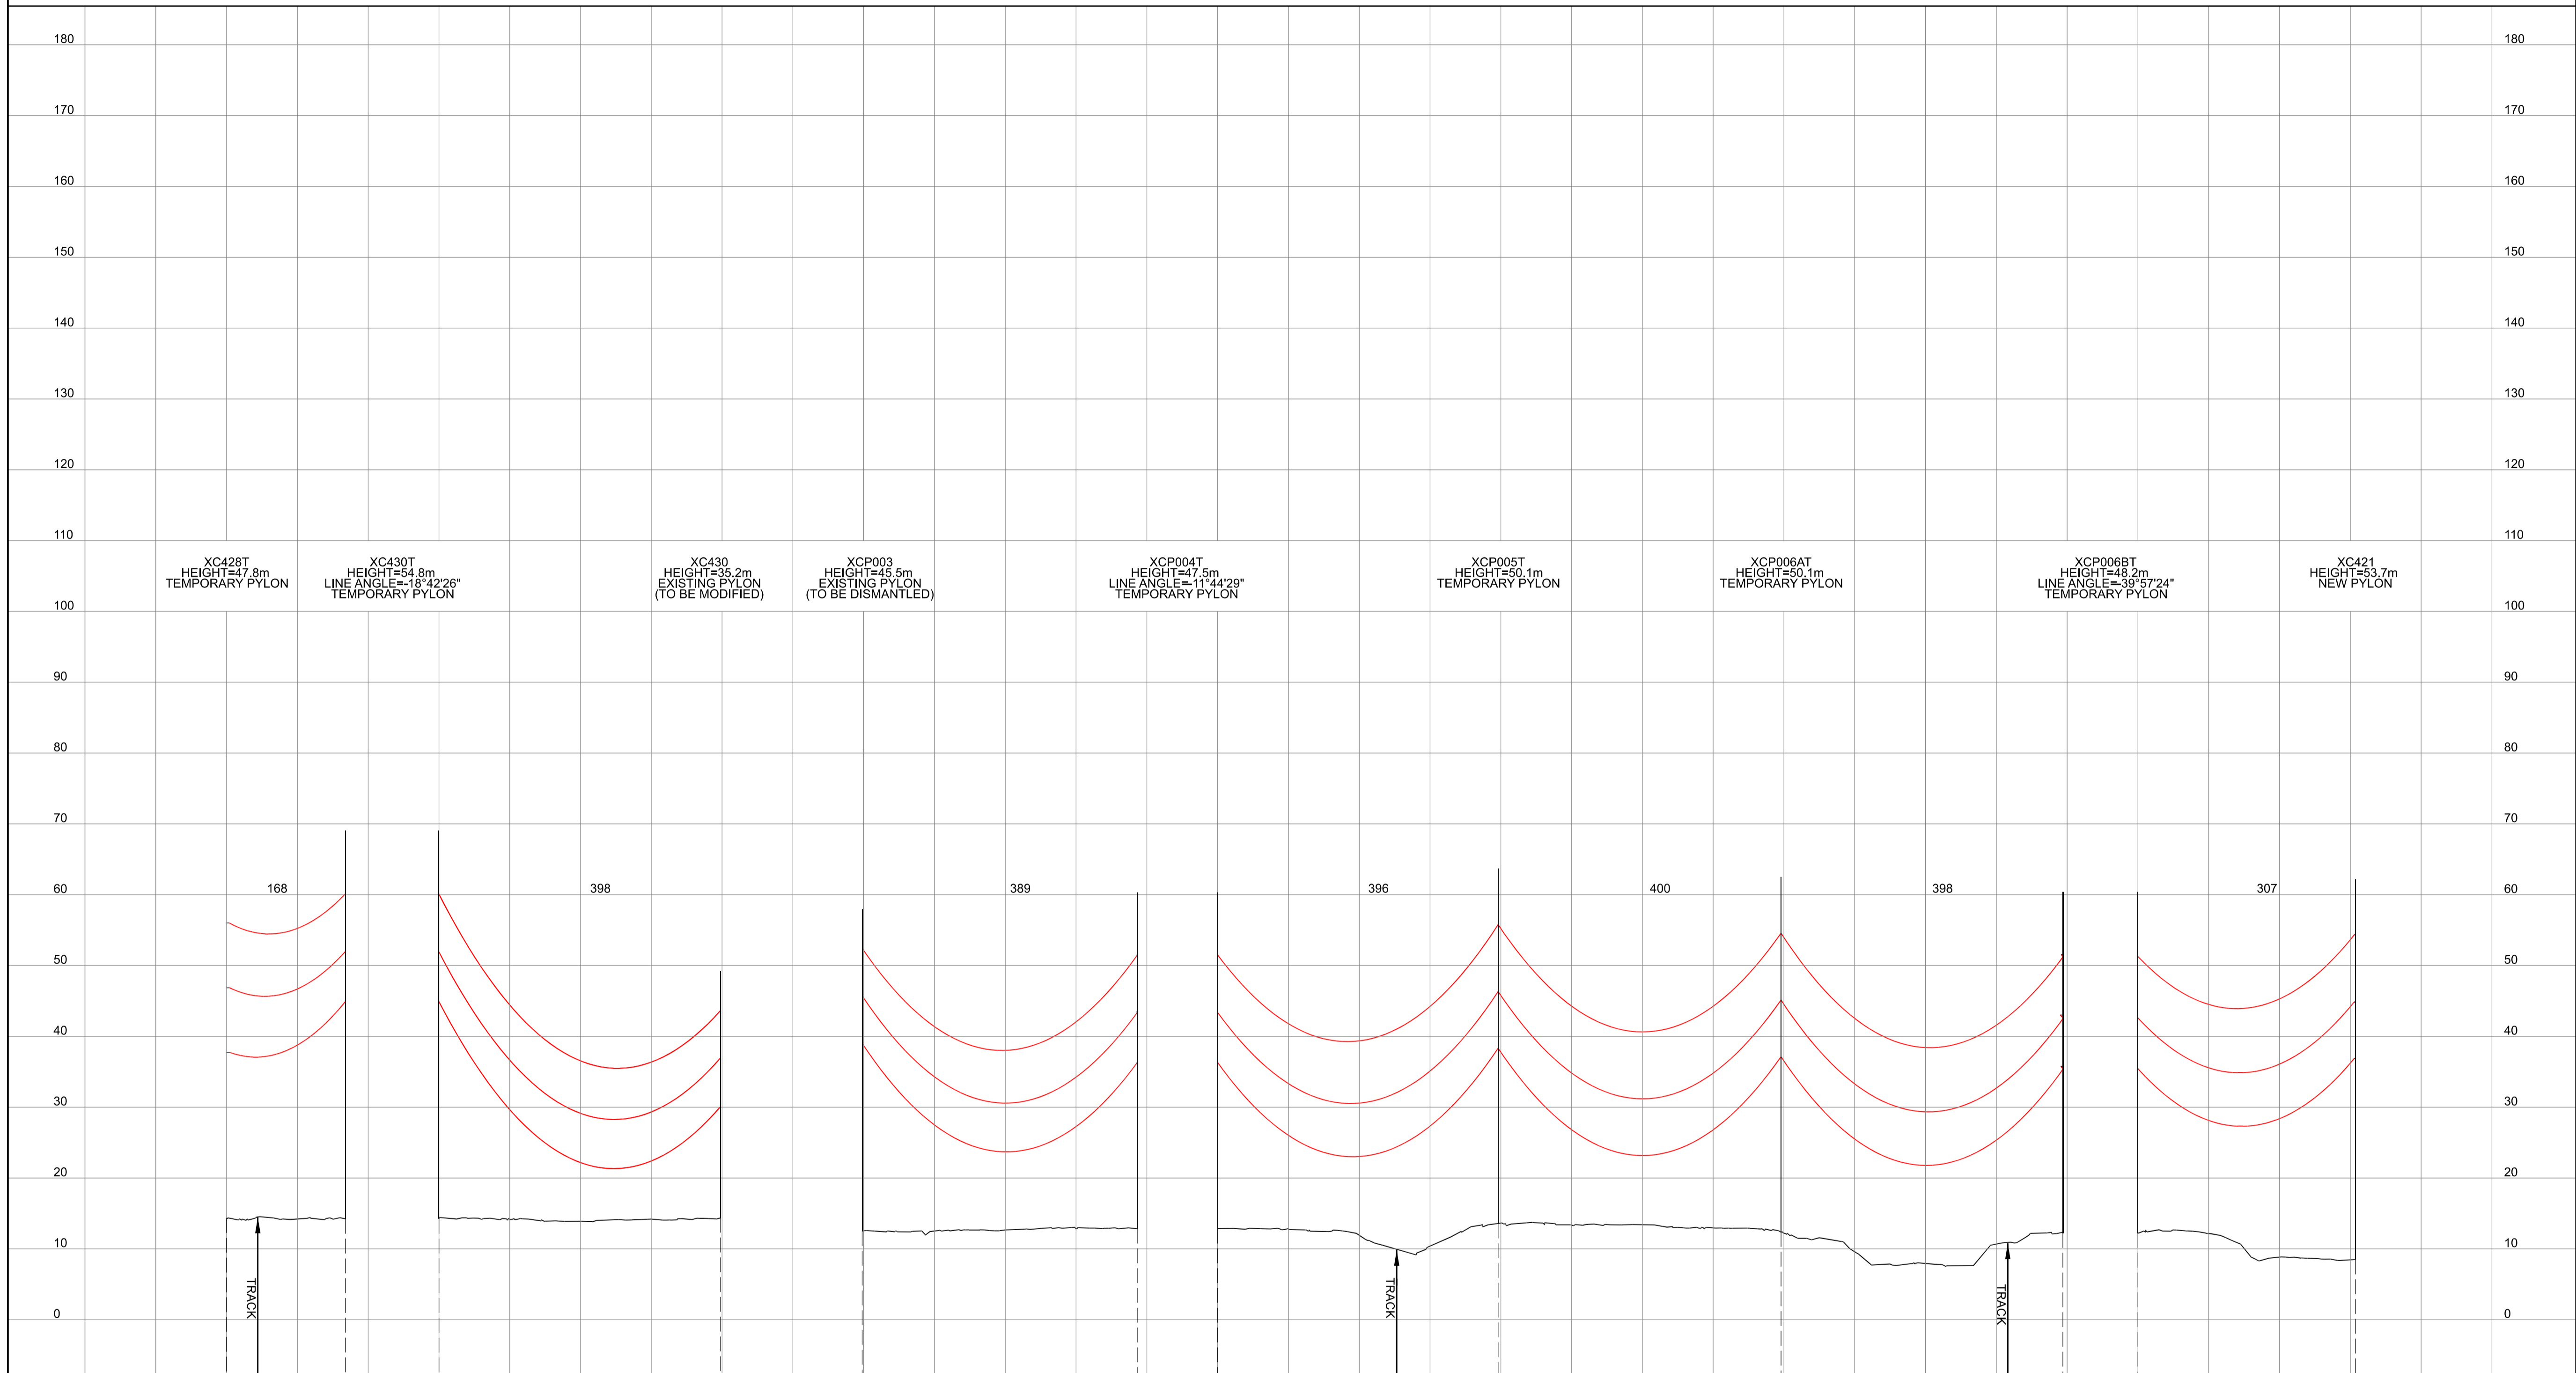 180
180
170
170
160
160
150
150
140
140
130
130
120
120
110
110
XC428T
HEIGHT=47.8m
TEMPORARY PYLON
XC430T
HEIGHT=54.8m
LINE ANGLE=-18°42'26"
TEMPORARY PYLON
XC430
HEIGHT=35.2m
EXISTING PYLON
(TO BE MODIFIED)
XCP003
HEIGHT=45.5m
EXISTING PYLON
(TO BE DISMANTLED)
XCP004T
HEIGHT=47.5m
LINE ANGLE=-11°44'29"
TEMPORARY PYLON
XCP005T
HEIGHT=50.1m
TEMPORARY PYLON
XCP006AT
HEIGHT=50.1m
TEMPORARY PYLON
XCP006BT
HEIGHT=48.2m
LINE ANGLE=-39°57'24"
TEMPORARY PYLON
XC421
HEIGHT=53.7m
NEW PYLON
100
100
90
90
80
80
70
70
60
168
398
389
396
400
398
307
60
50
50
40
40
30
30
20
20
10
10
TRACK
TRACK
TRACK
0
0